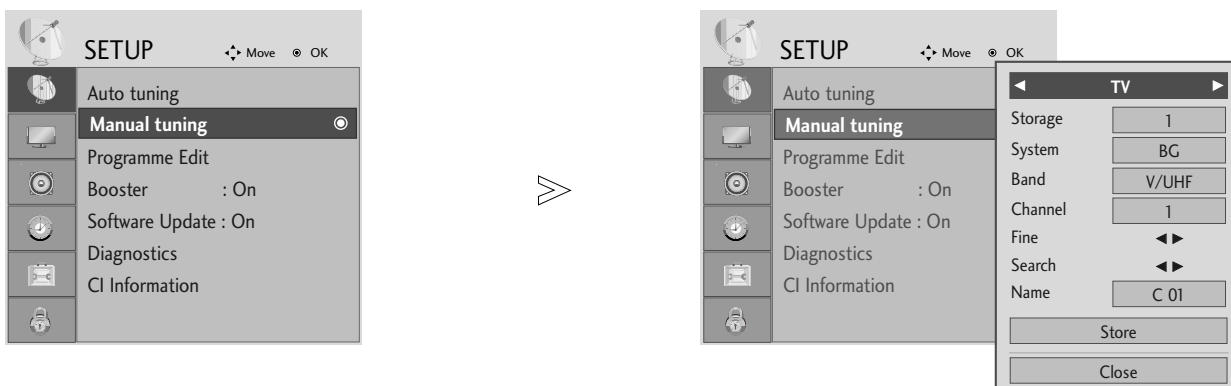 SETUP Move OK
Auto tuning
Manual tuning
Programme Edit
Booster : On
Software Update : On
Diagnostics
CI Information
SETUP Move OK
Auto tuning
Manual tuning
Programme Edit
Booster : On
Software Update : On
Diagnostics
CI Information
◄ TV ►
Storage 1
System BG
Band V/UHF
Channel 1
Fine ◄ ►
Search ◄ ►
Name C 01
Store
Close